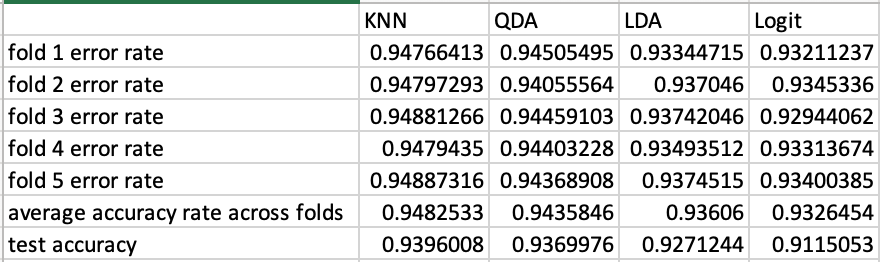 KNN QDA LDA Logit
fold 1 error rate 0.94766413 0.94505495 0.93344715 0.93211237
fold 2 error rate 0.94797293 0.94055564 0.937046 0.9345336
fold 3 error rate 0.94881266 0.94459103 0.93742046 0.92944062
fold 4 error rate 0.9479435 0.94403228 0.93493512 0.93313674
fold 5 error rate 0.94887316 0.94368908 0.9374515 0.93400385
average accuracy rate across folds 0.9482533 0.9435846 0.93606 0.9326454
test accuracy 0.9396008 0.9369976 0.9271244 0.9115053